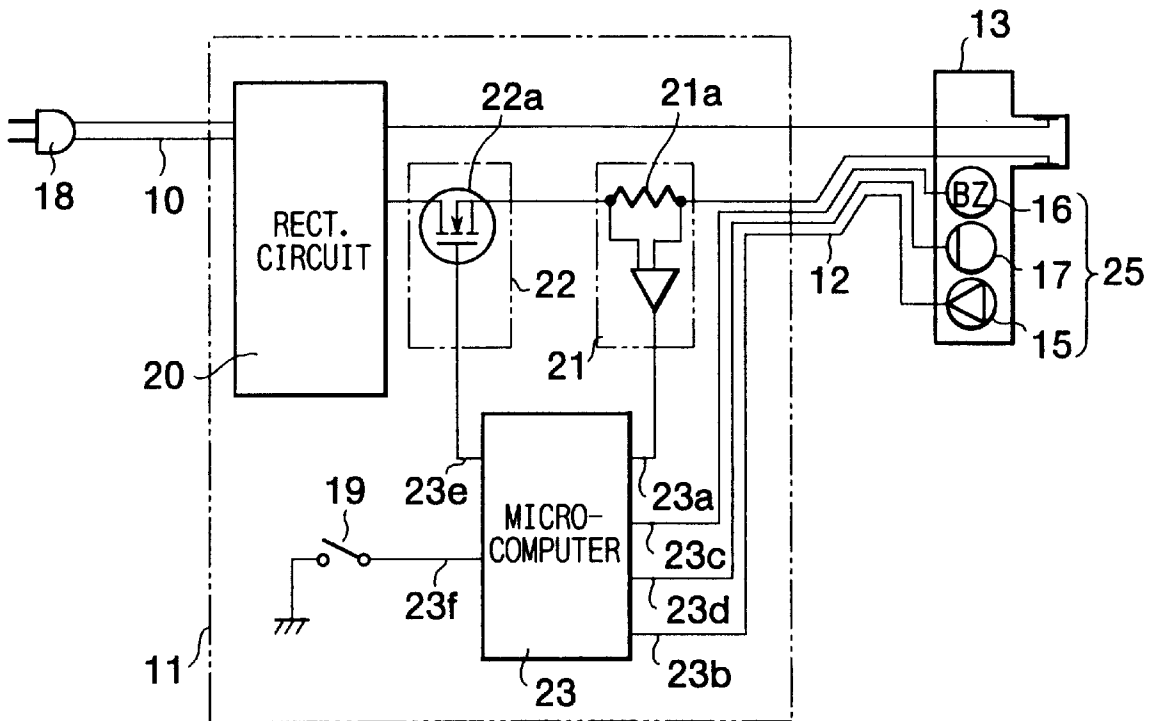 13
22a
21a
18
10
RECT.
CIRCUIT
BZ
16
17
25
15
22
12
21
20
23e
23a
19
MICRO-
COMPUTER
23c
23f
23d
23b
11
23